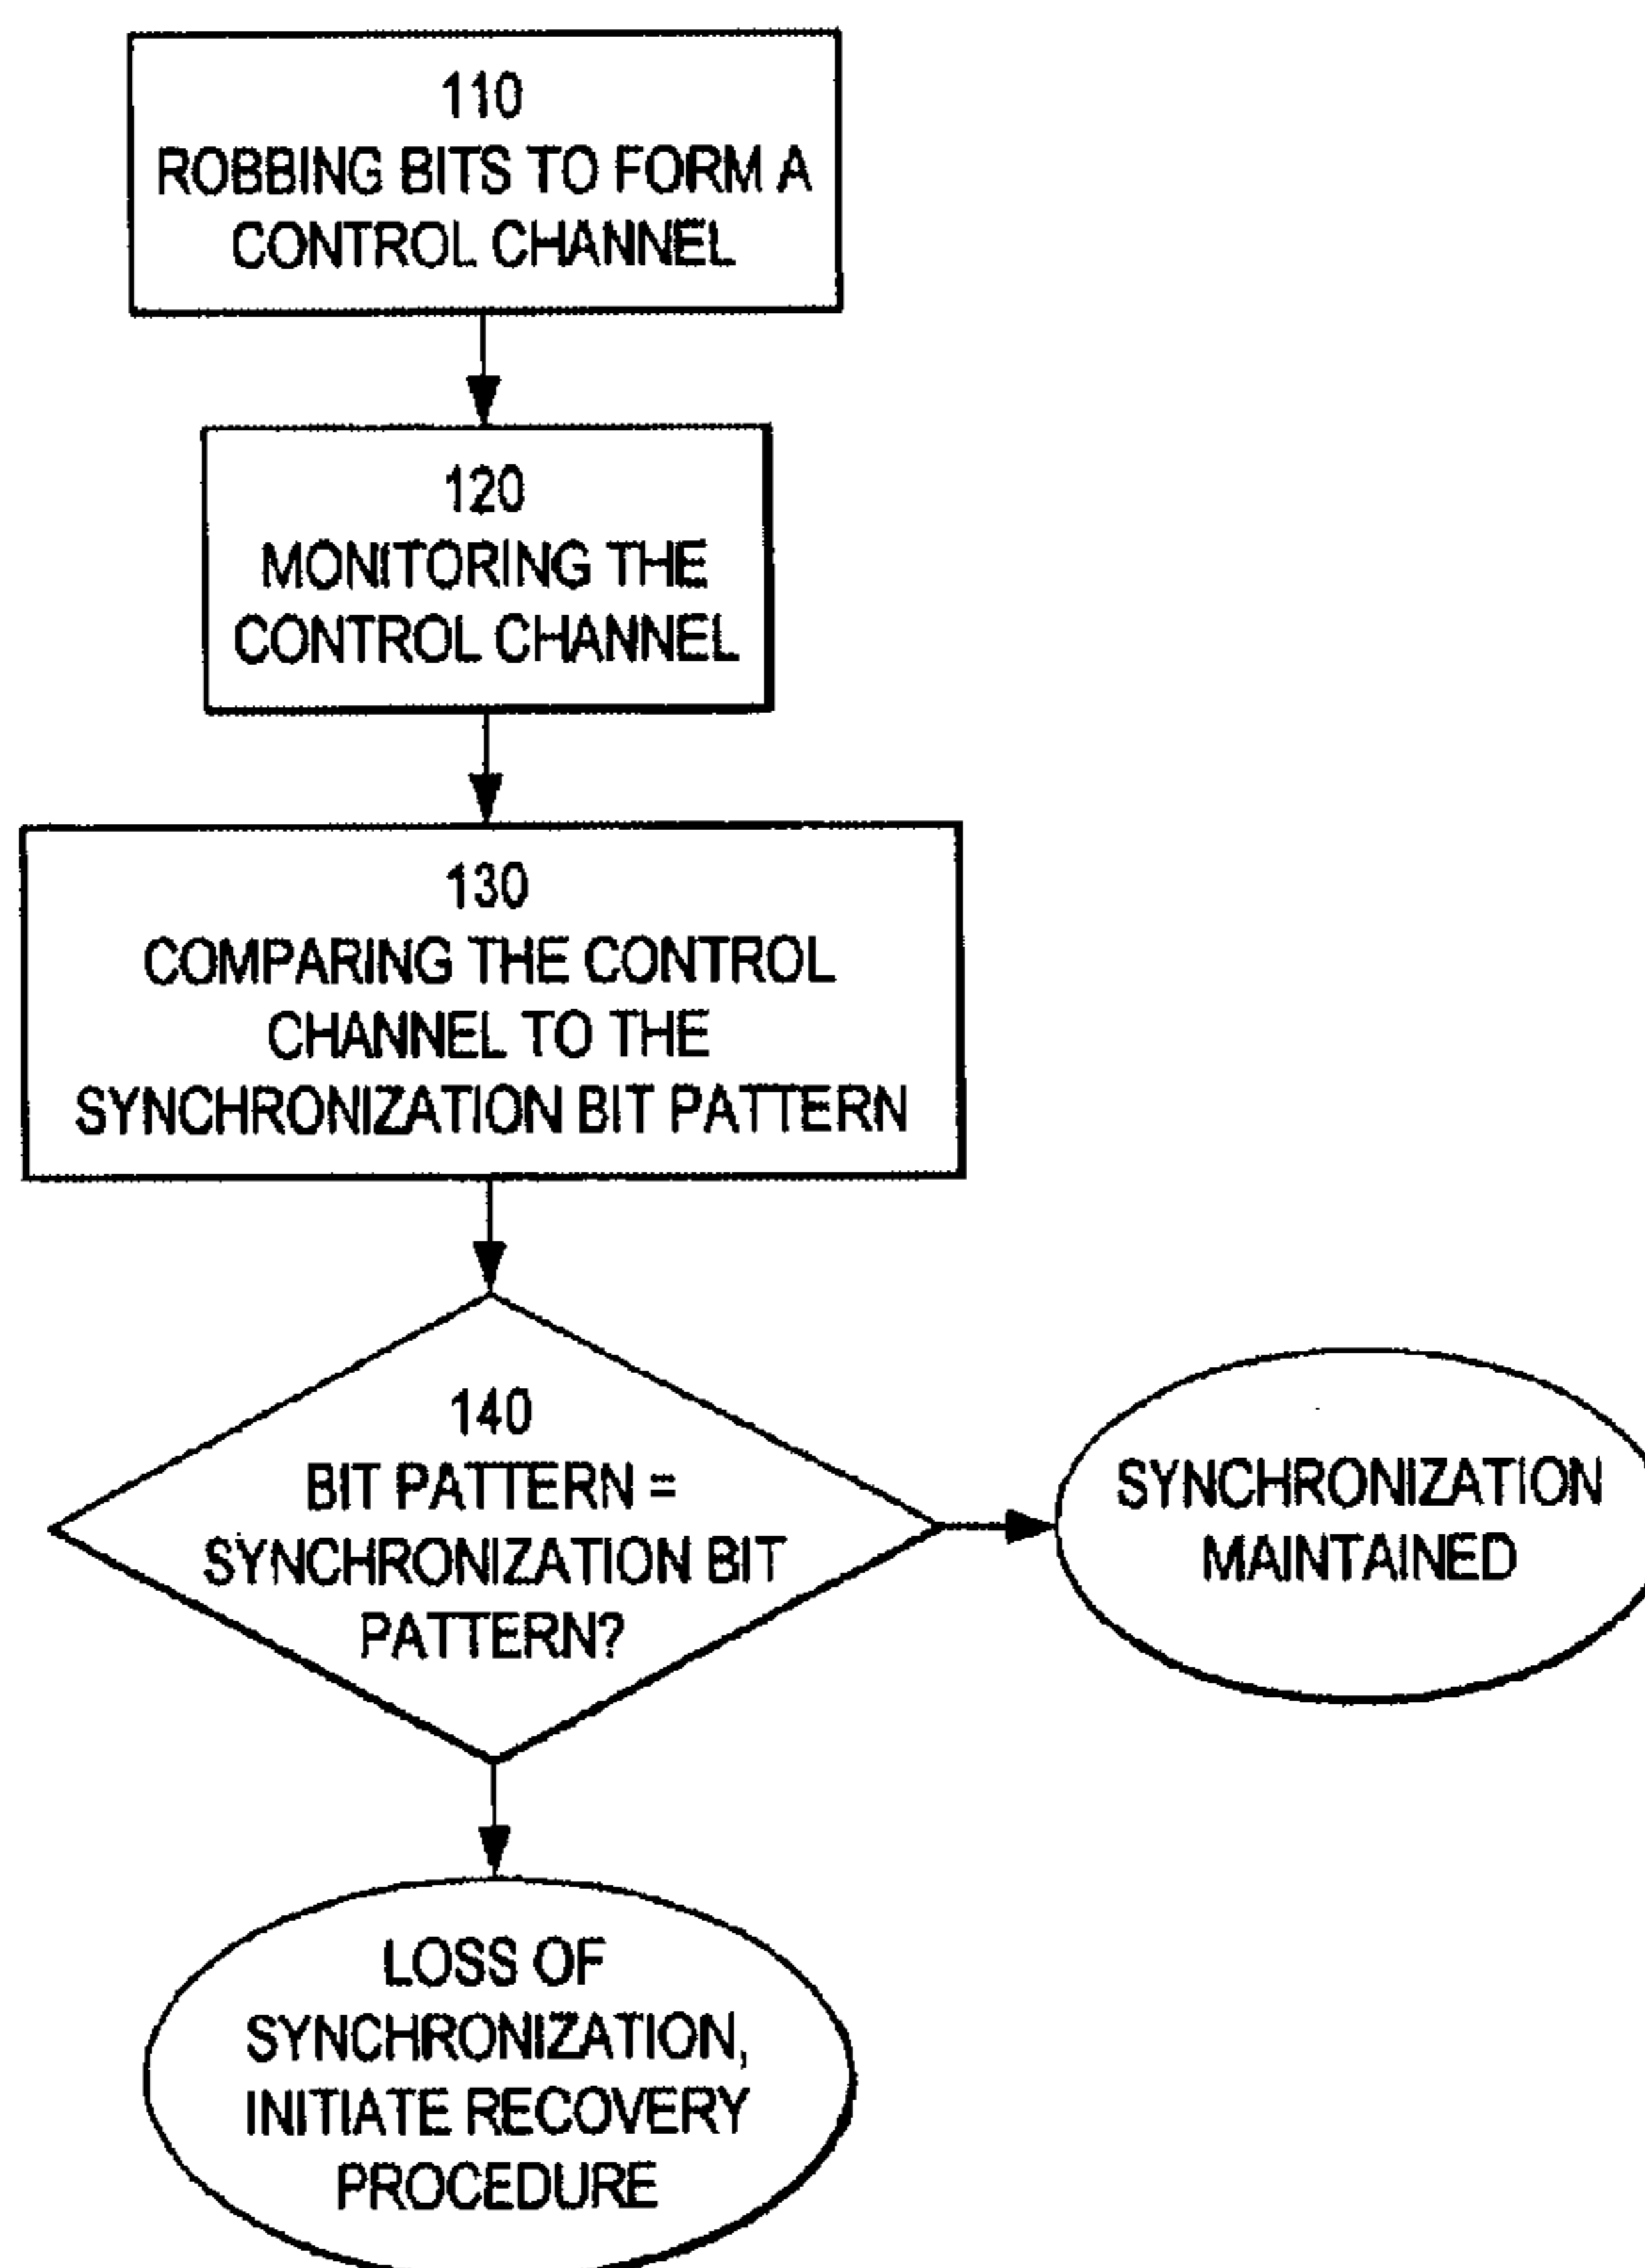 110
ROBBING BITS TO FORM A
CONTROL CHANNEL
120
MONITORING THE
CONTROL CHANNEL
130
COMPARING THE CONTROL
CHANNEL TO THE
SYNCHRONIZATION BIT PATTERN
140
BIT PATTERN =
SYNCHRONIZATION BIT
PATTERN?
SYNCHRONIZATION
MAINTAINED
LOSS OF
SYNCHRONIZATION,
INITIATE RECOVERY
PROCEDURE